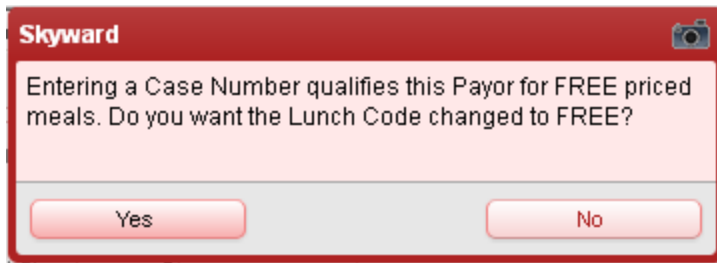 Skyward
Entering a Case Number qualifies this Payor for FREE priced
meals. Do you want the Lunch Code changed to FREE?
Yes
No